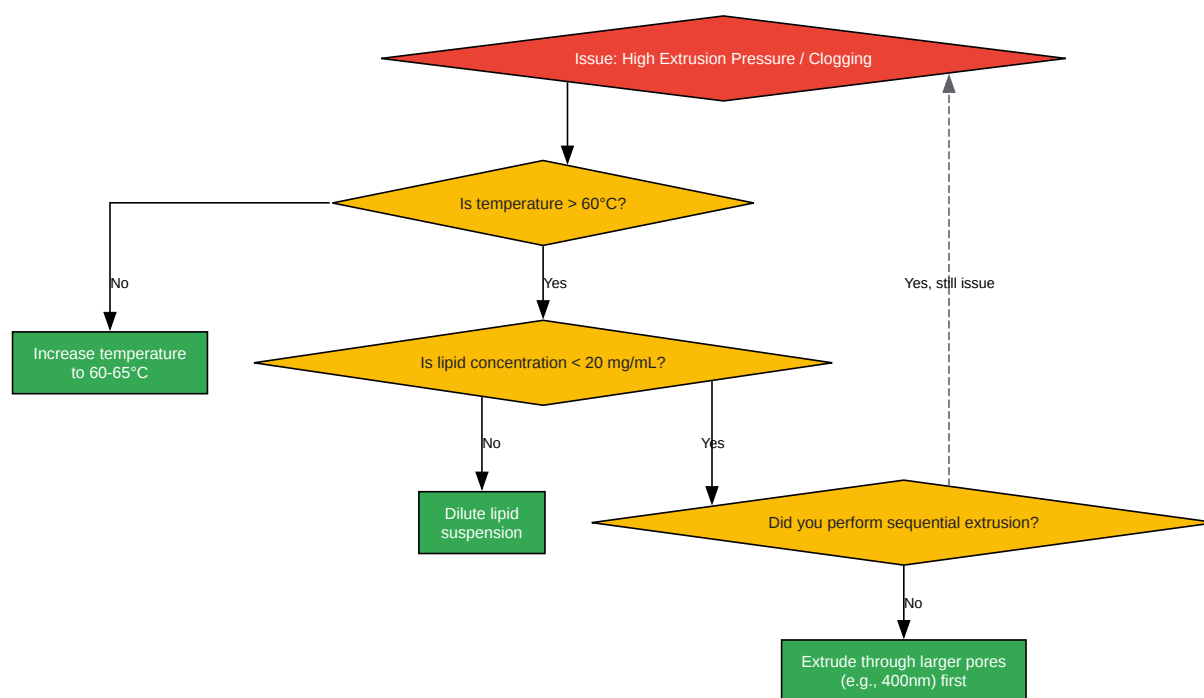 Issue: High Extrusion Pressure / Clogging
Is temperature > 60°C?
No
Yes
Yes, still issue
Increase temperature
to 60-65°C
Is lipid concentration < 20 mg/mL?
No
Yes
Dilute lipid
suspension
Did you perform sequential extrusion?
No
Extrude through larger pores
(e.g., 400nm) first